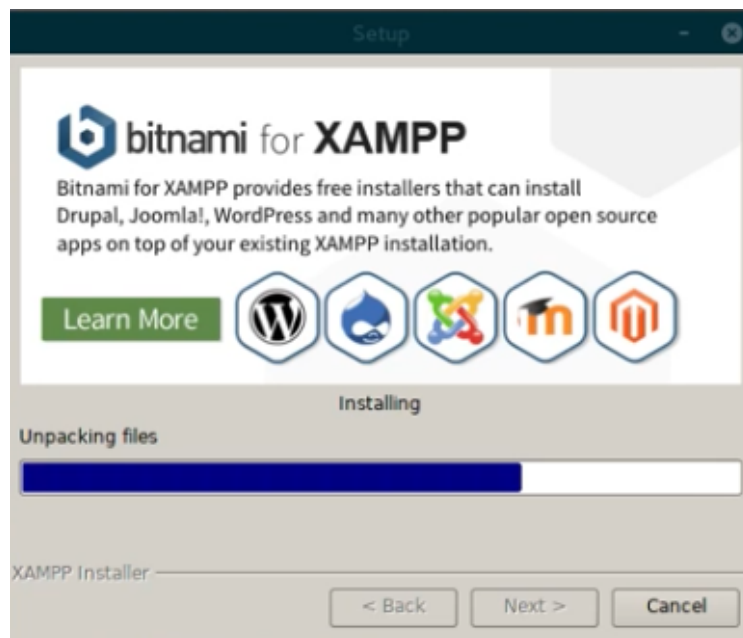 Setup
bitnami for XAMPP
Bitnami for XAMPP provides free installers that can install
Drupal, Joomla!, WordPress and many other popular open source
apps on top of your existing XAMPP installation.
Learn More
Installing
Unpacking files
XAMPP Installer
< Back Next > Cancel